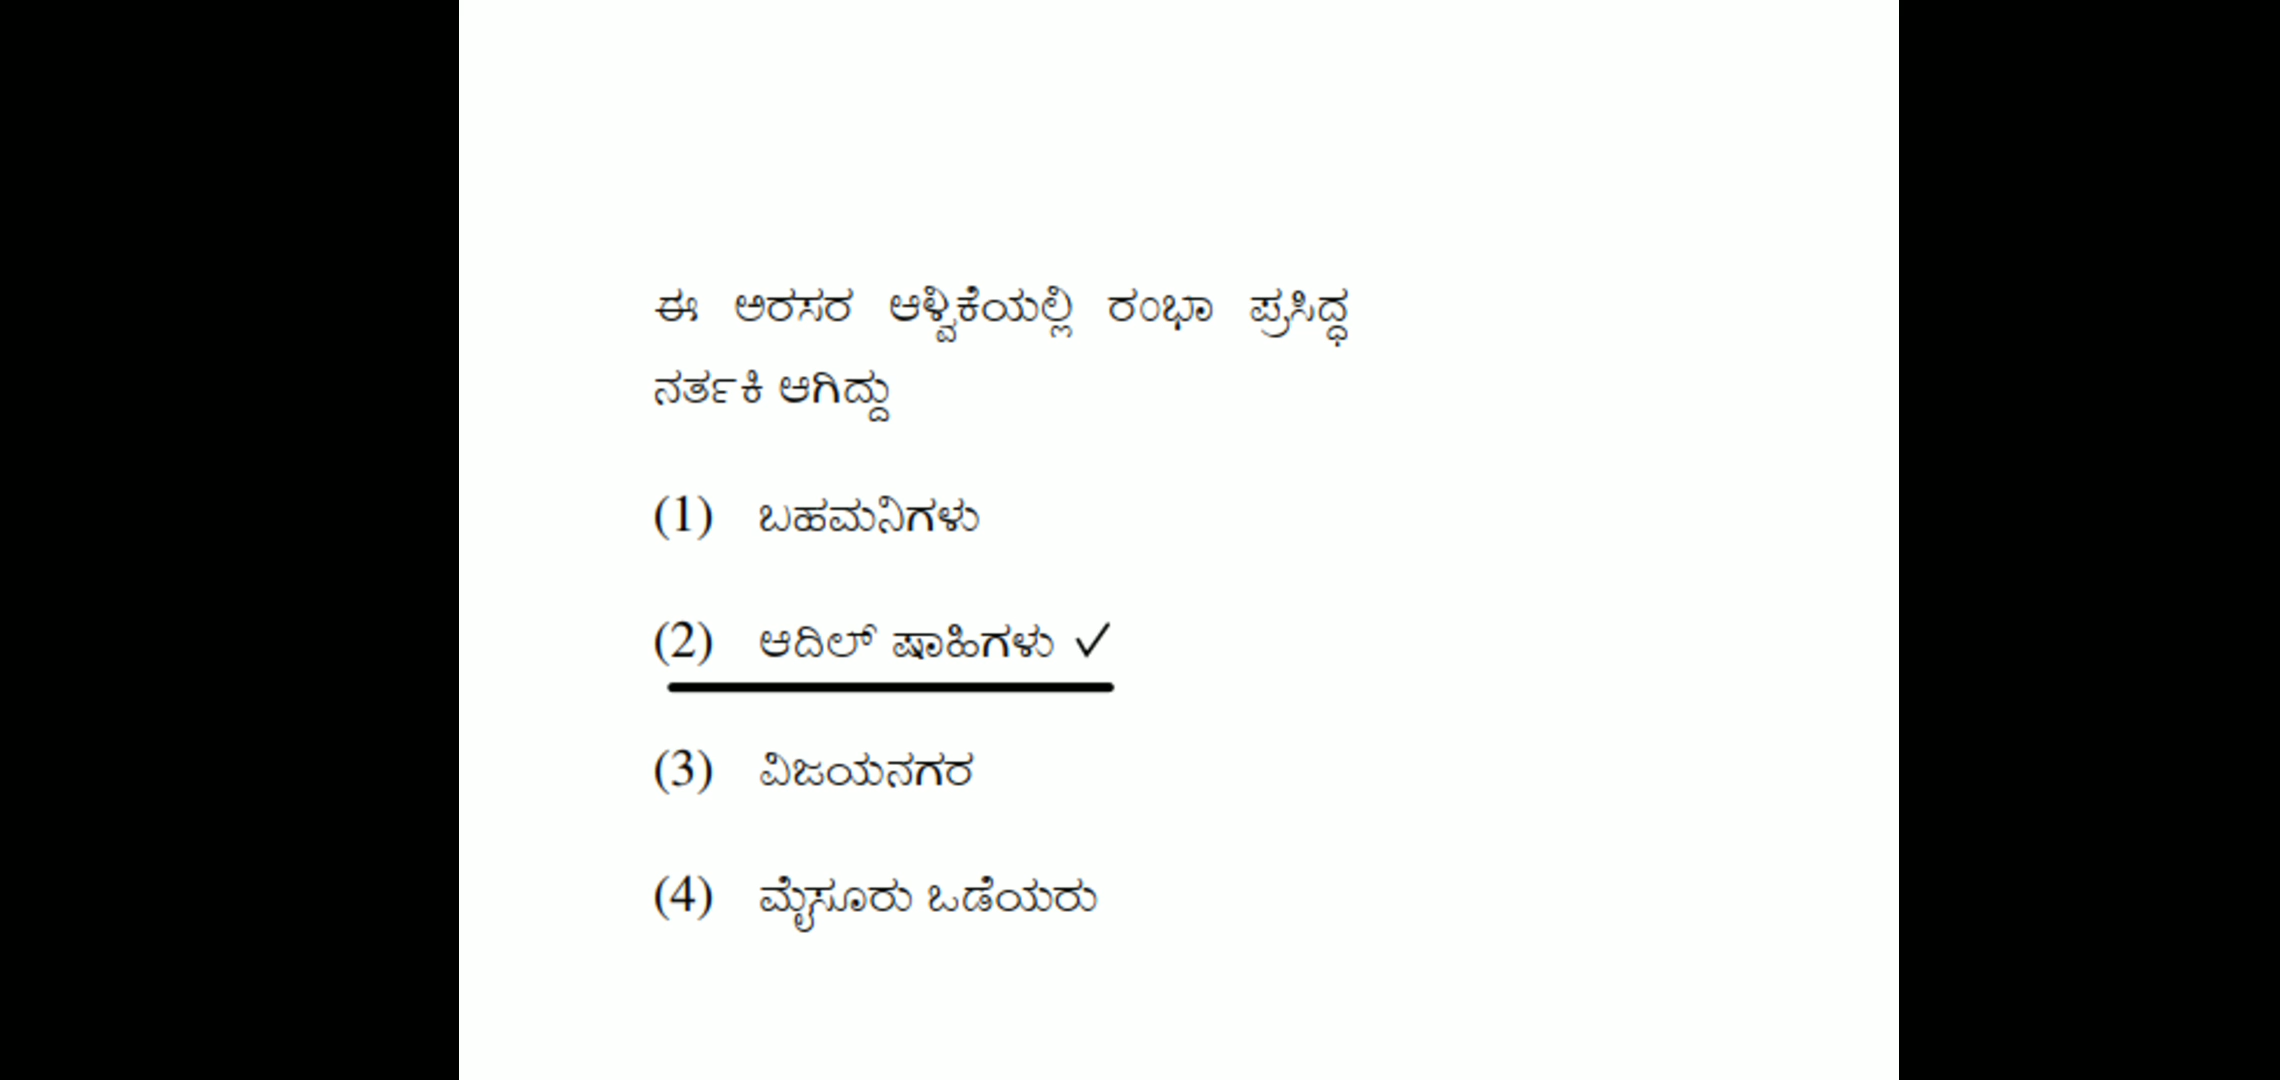 ಈ ಅರಸರ ಆಳ್ವಿಕೆಯಲ್ಲಿ ರಂಭಾ ಪ್ರಸಿದ್ಧ
ನರ್ತಕಿ ಆಗಿದ್ದು
(1) ಬಹಮನಿಗಳು
(2) ಆದಿಲ್ ಷಾಹಿಗಳು ✓
(3) ವಿಜಯನಗರ
(4) ಮೈಸೂರು ಒಡೆಯರು